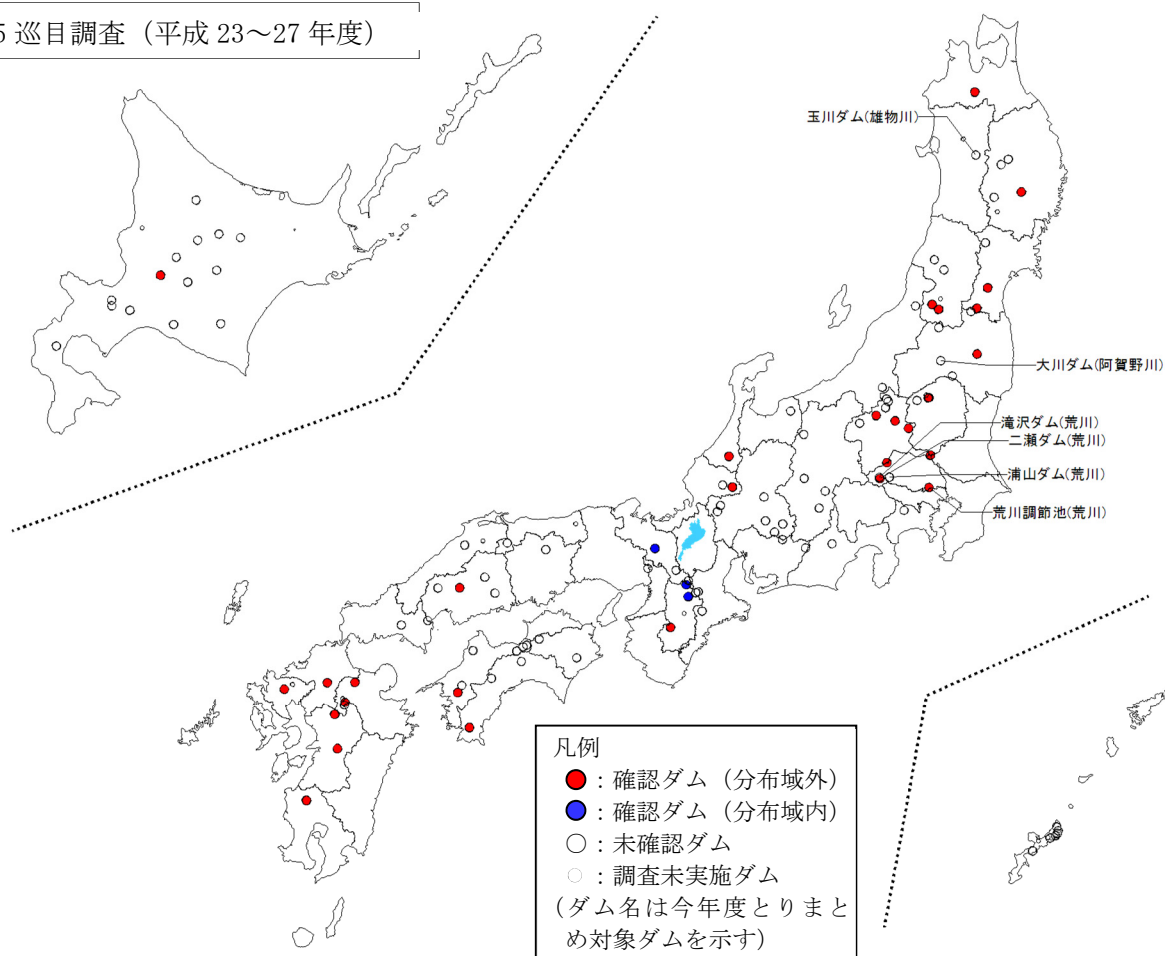 5 巡目調査（平成 23～27 年度）
玉川ダム(雄物川)
大川ダム(阿賀野川)
滝沢ダム(荒川)
二瀬ダム(荒川)
浦山ダム(荒川)
荒川調節池(荒川)
凡例
：確認ダム（分布域外）
：確認ダム（分布域内）
：未確認ダム
：調査未実施ダム
（ダム名は今年度とりまと
め対象ダムを示す）